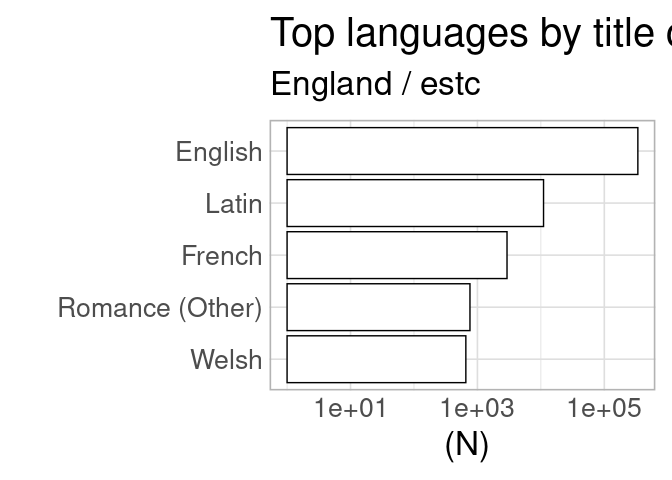 Top languages by title
England / estc
English
Latin
French
Romance (Other)
Welsh
1e+01 1e+03 1e+05
(N)